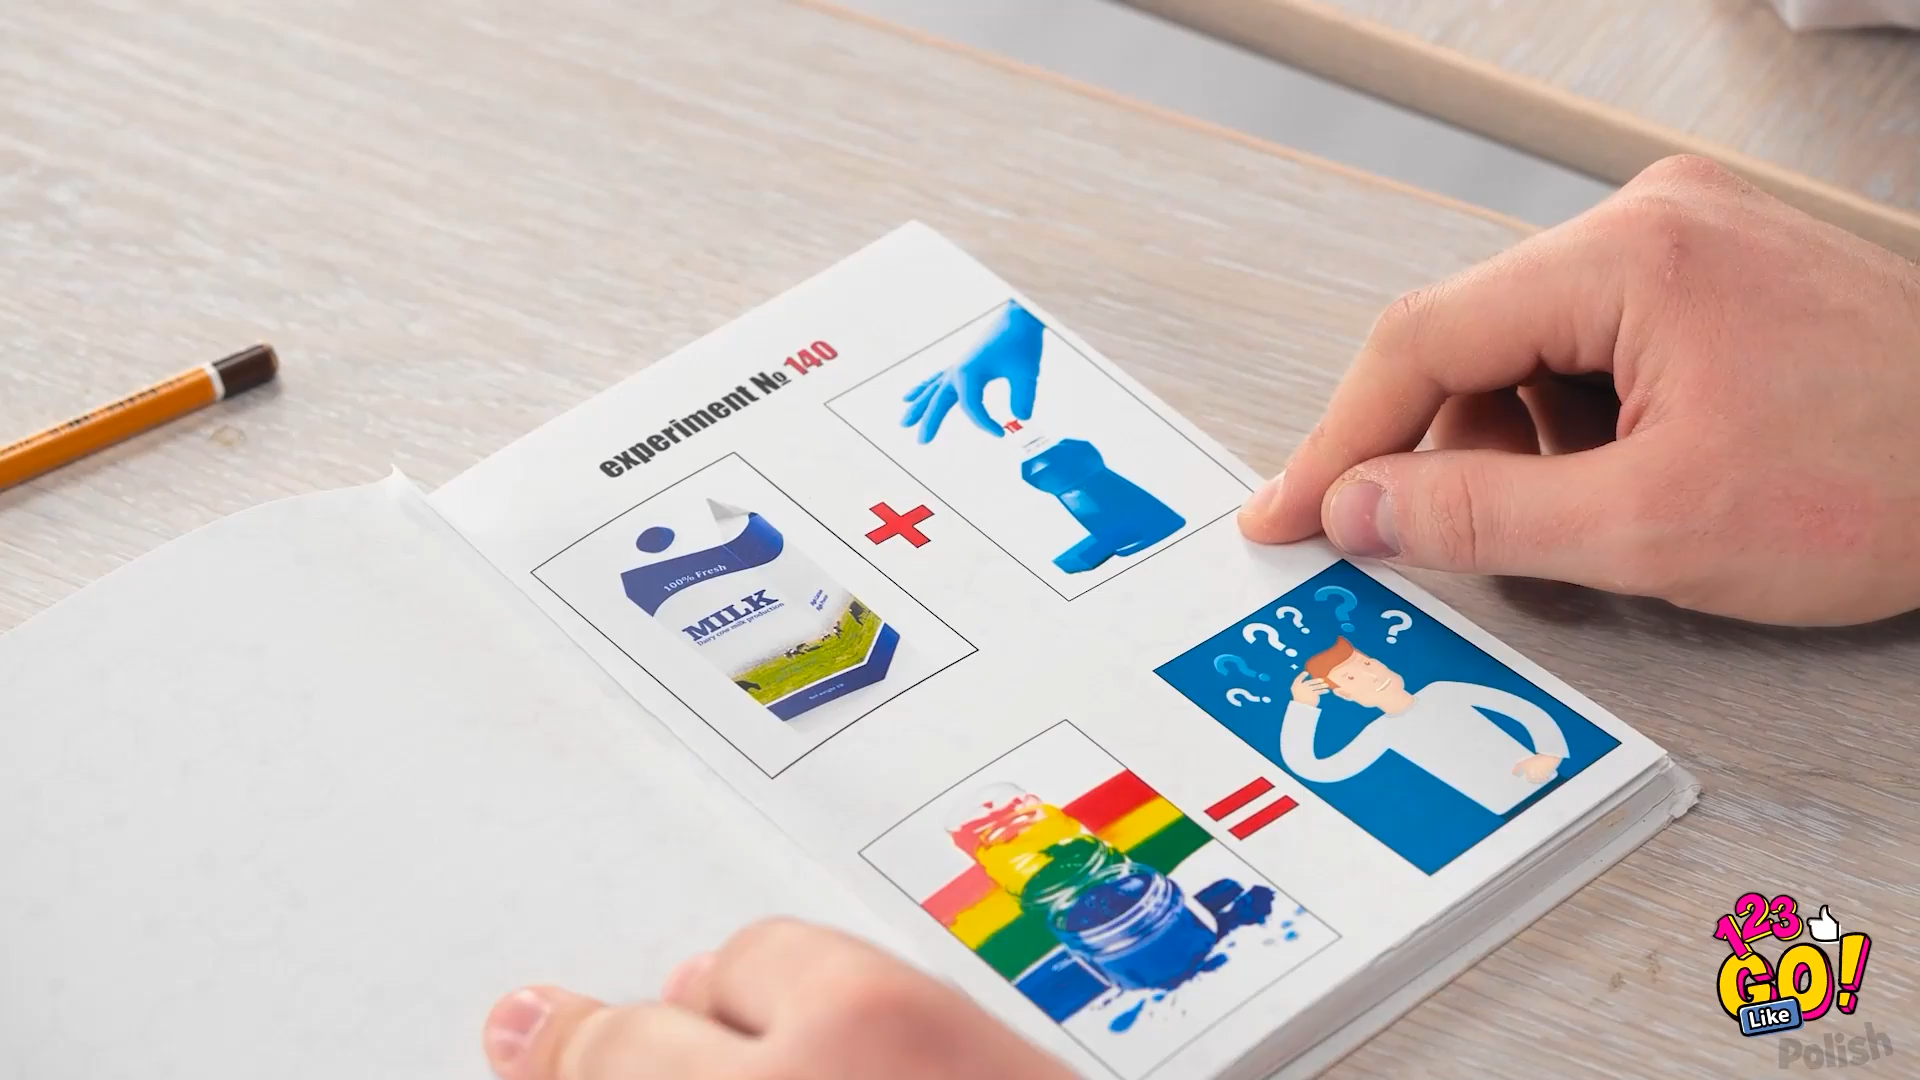 experiment № 140
100% Fresh
MILK
Dairy cow milk production
123
GO!
Like
Polish